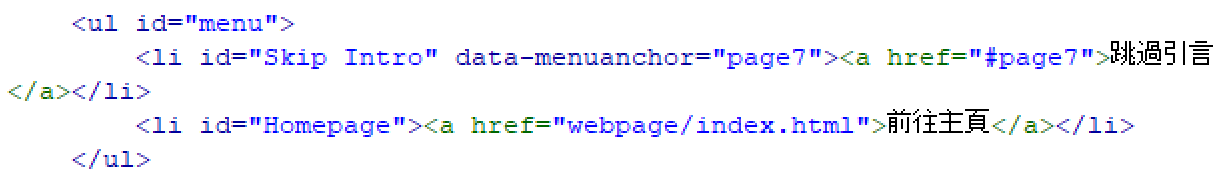 <ul id="menu">
<li id="Skip Intro" data-menuanchor="page7"><a href="#page7">跳過引言
</a></li>
<li id="Homepage"><a href="webpage/index.html">前往主頁</a></li>
</ul>